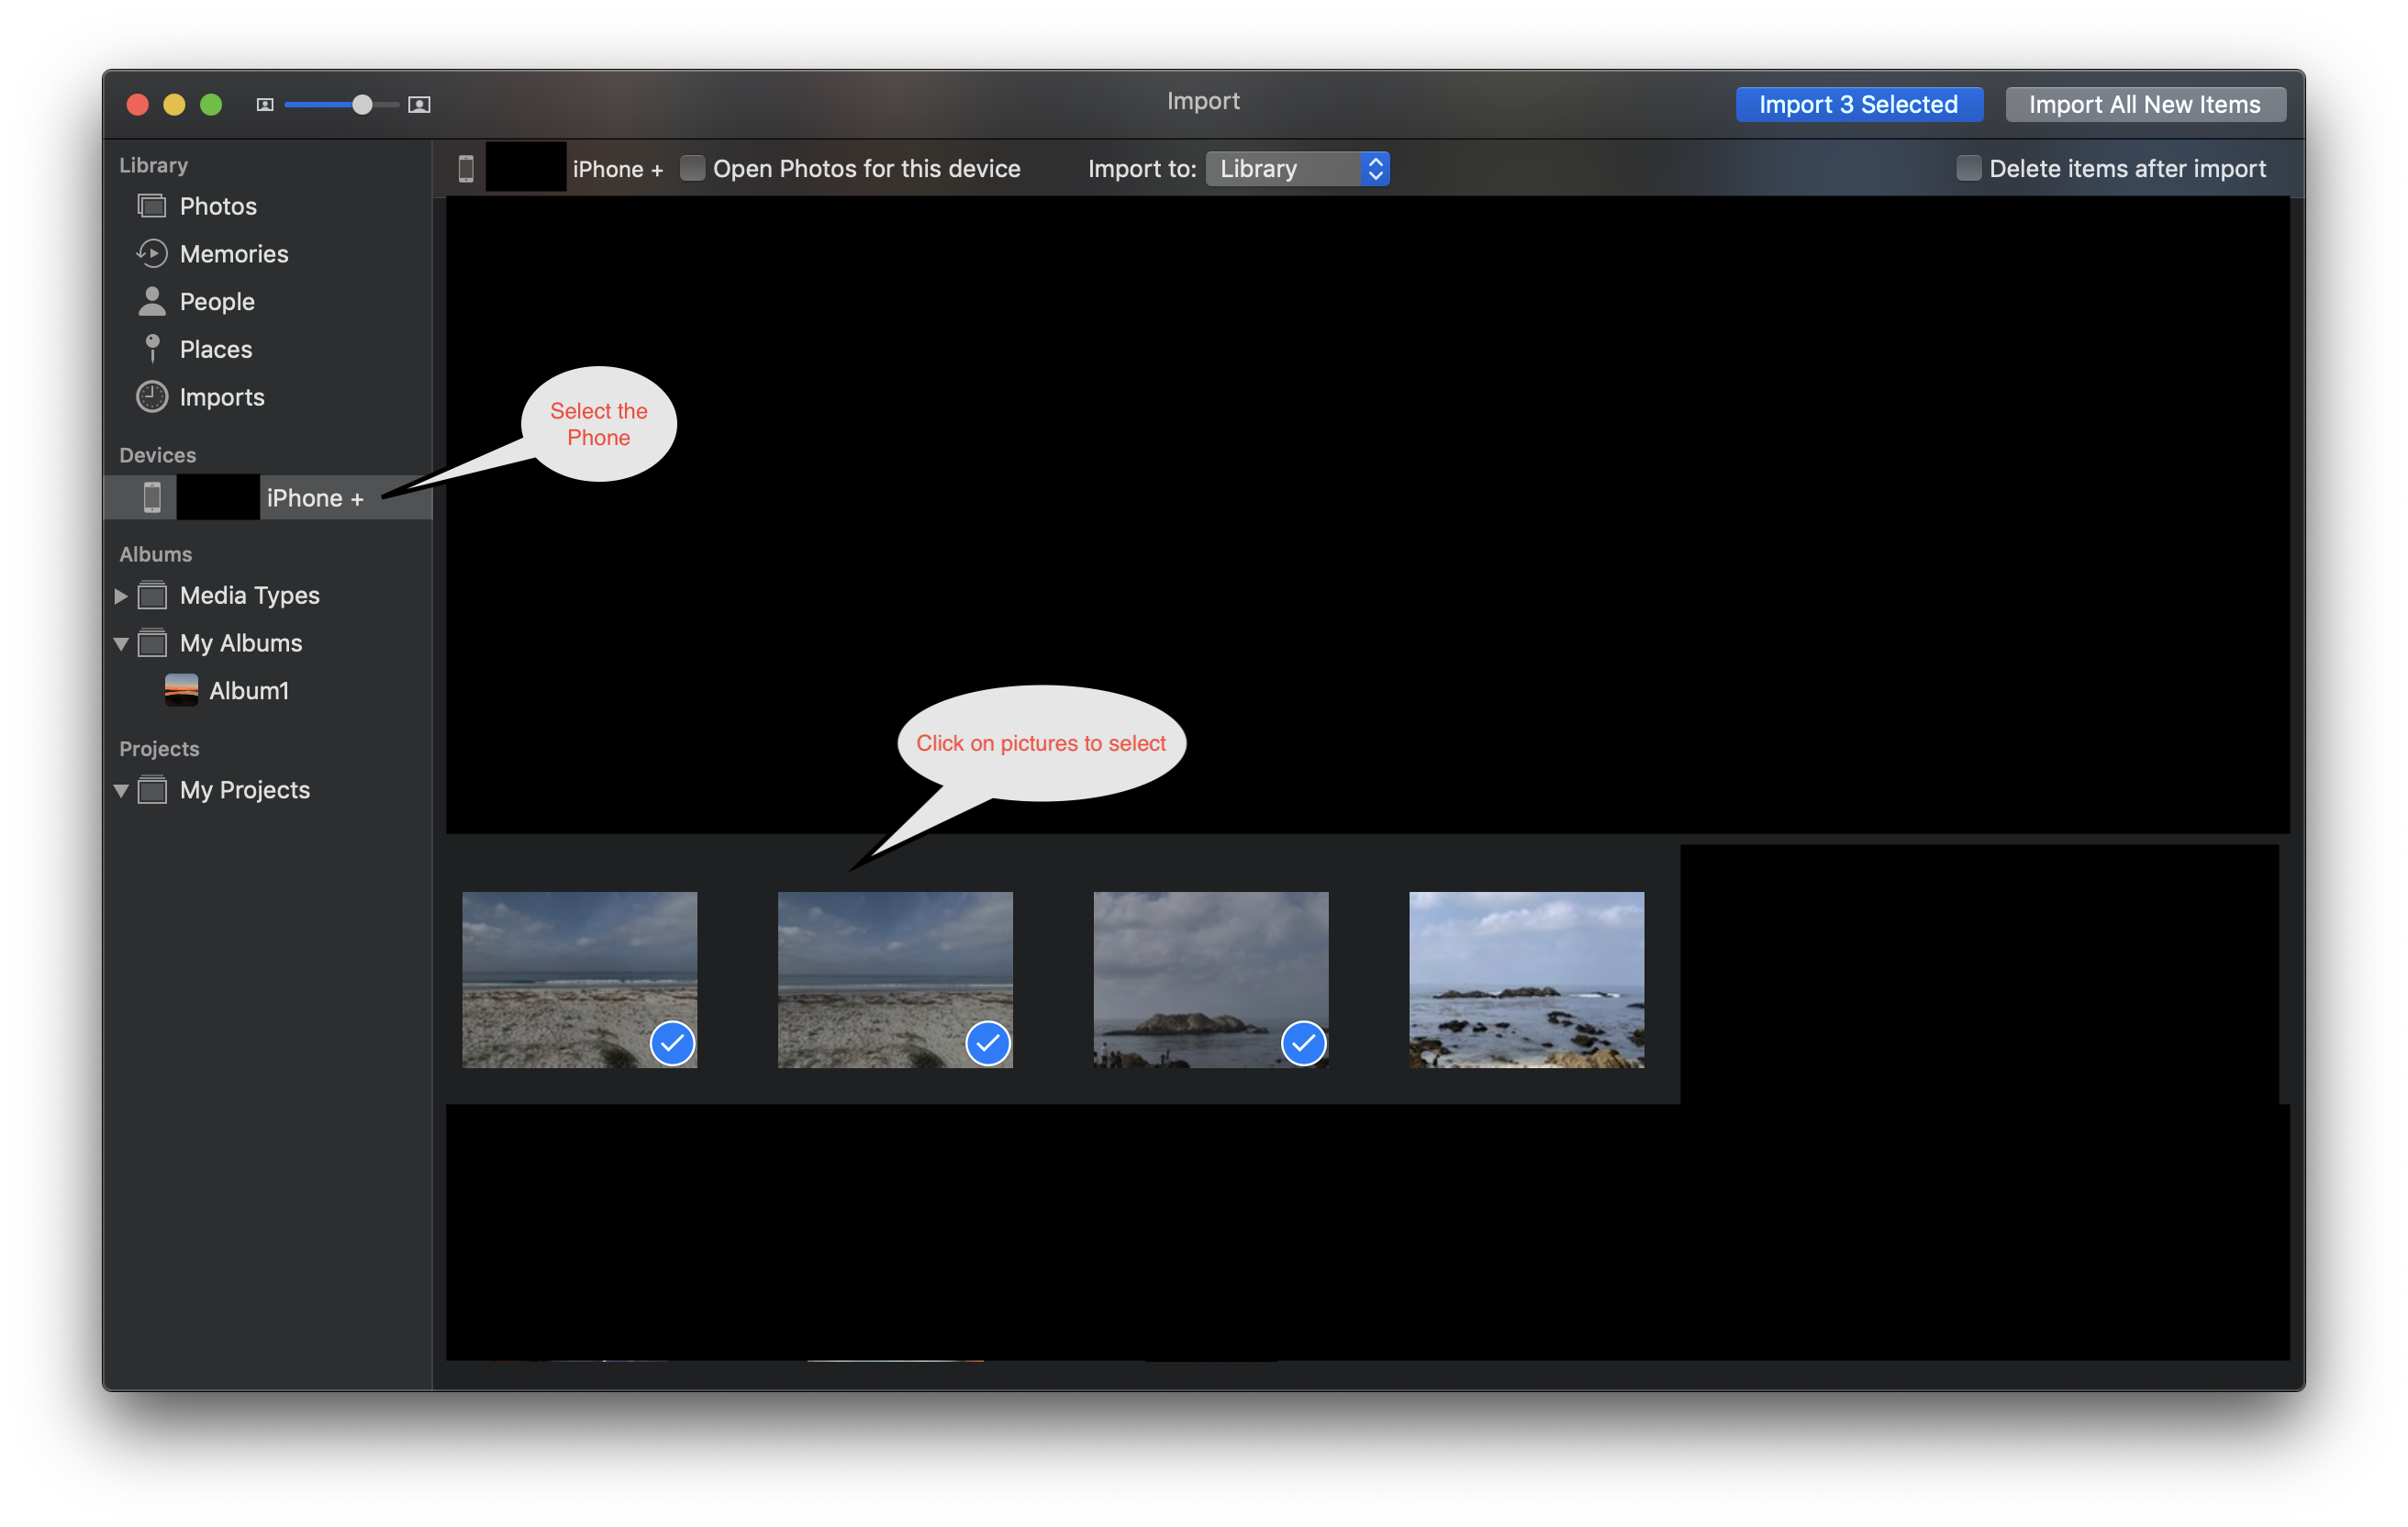 Import
Import 3 Selected
Import All New Items
Library
Photos
Memories
People
Places
Imports
Devices
iPhone +
Albums
Media Types
My Albums
Album1
Projects
My Projects
iPhone +
Open Photos for this device
Import to:
Library
Delete items after import
Select the
Phone
Click on pictures to select